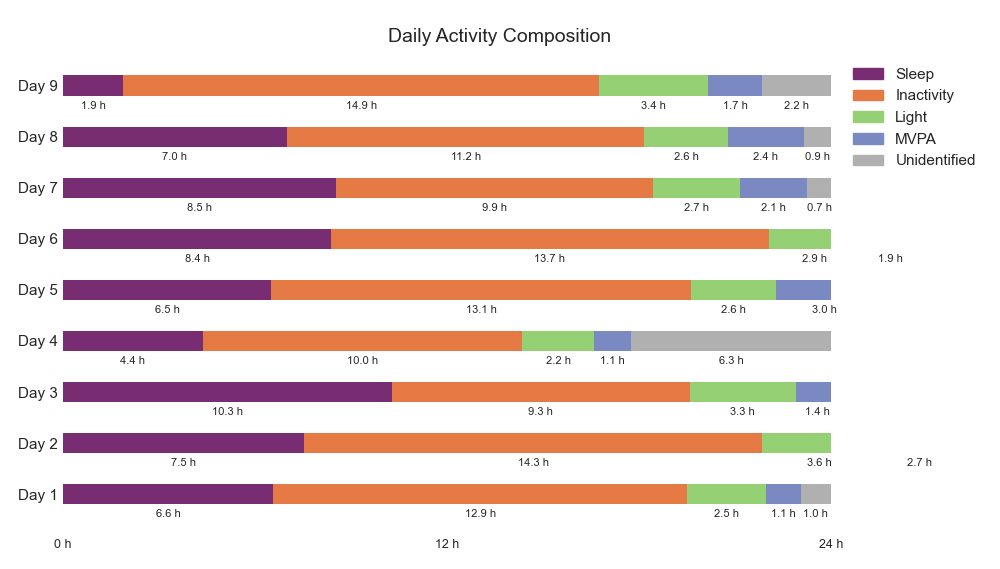 Daily Activity Composition
Day 9
1.9 h 14.9 h 3.4 h 1.7 h 2.2 h
Day 8
7.0 h 11.2 h 2.6 h 2.4 h 0.9 h
Day 7
8.5 h 9.9 h 2.7 h 2.1 h 0.7 h
Day 6
8.4 h 13.7 h 2.9 h 1.9 h
Day 5
6.5 h 13.1 h 2.6 h 3.0 h
Day 4
4.4 h 10.0 h 2.2 h 1.1 h 6.3 h
Day 3
10.3 h 9.3 h 3.3 h 1.4 h
Day 2
7.5 h 14.3 h 3.6 h 2.7 h
Day 1
6.6 h 12.9 h 2.5 h 1.1 h 1.0 h
0 h 12 h 24 h
Sleep
Inactivity
Light
MVPA
Unidentified